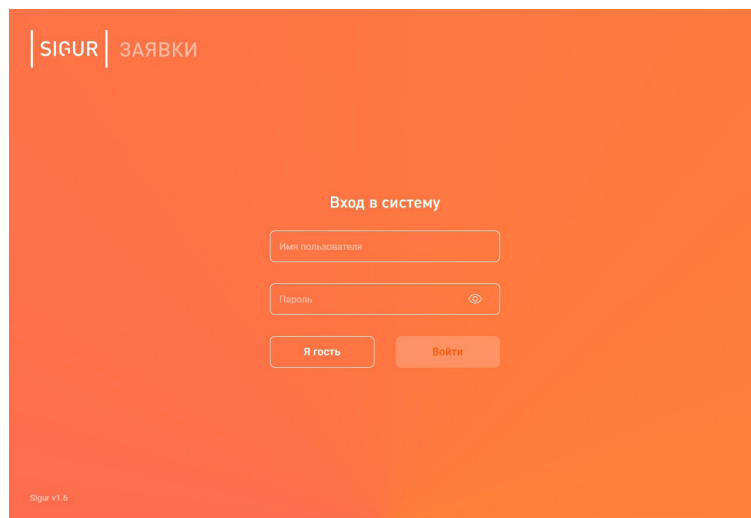 SIGUR ЗАЯВКИ
Вход в систему
Имя пользователя
Пароль
Я гость Войти
Sigur v1.6